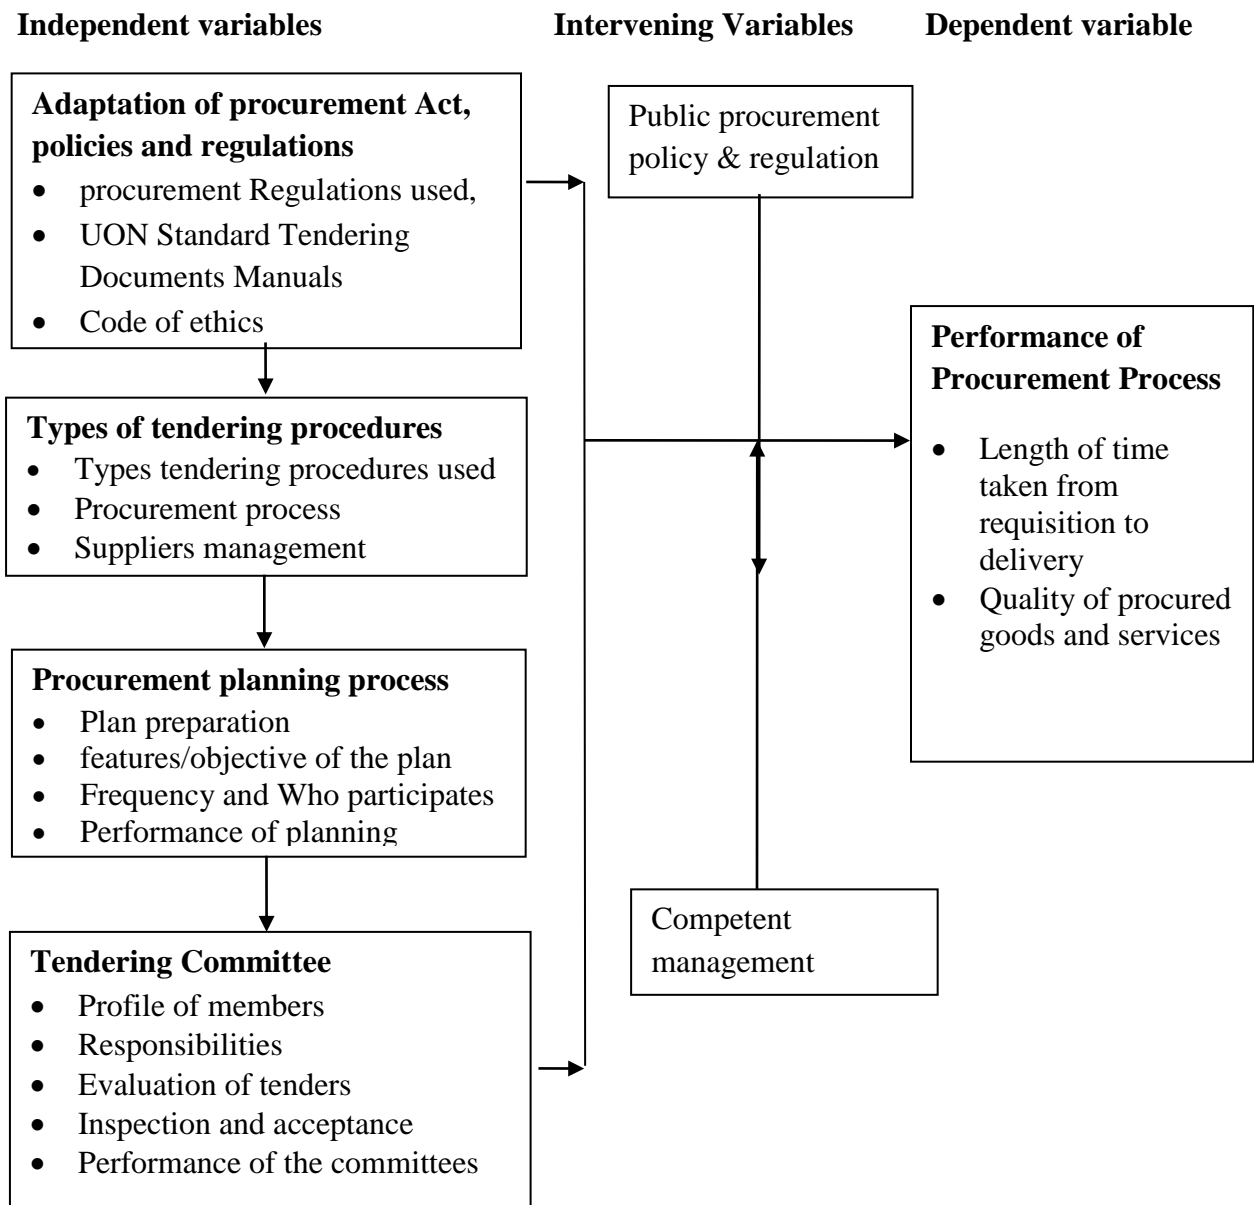 Independent variables
Intervening Variables
Dependent variable
Adaptation of procurement Act,
policies and regulations
• procurement Regulations used,
• UON Standard Tendering
Documents Manuals
• Code of ethics
Types of tendering procedures
• Types tendering procedures used
• Procurement process
• Suppliers management
Procurement planning process
• Plan preparation
• features/objective of the plan
• Frequency and Who participates
• Performance of planning
Tendering Committee
• Profile of members
• Responsibilities
• Evaluation of tenders
• Inspection and acceptance
• Performance of the committees
Public procurement
policy & regulation
Competent
management
Performance of
Procurement Process
• Length of time
taken from
requisition to
delivery
• Quality of procured
goods and services